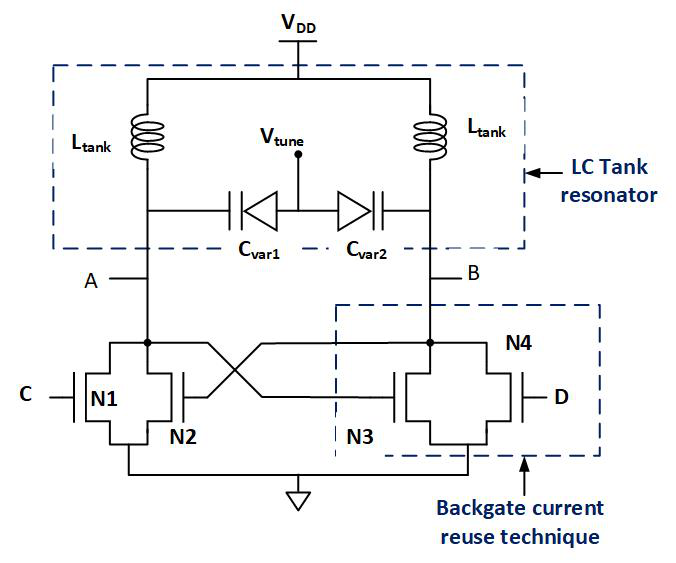 VDD
Ltank
Vtune
Ltank
LC Tank
resonator
Cvar1
Cvar2
A
B
N4
C
N1
D
N2
N3
Backgate current
reuse technique